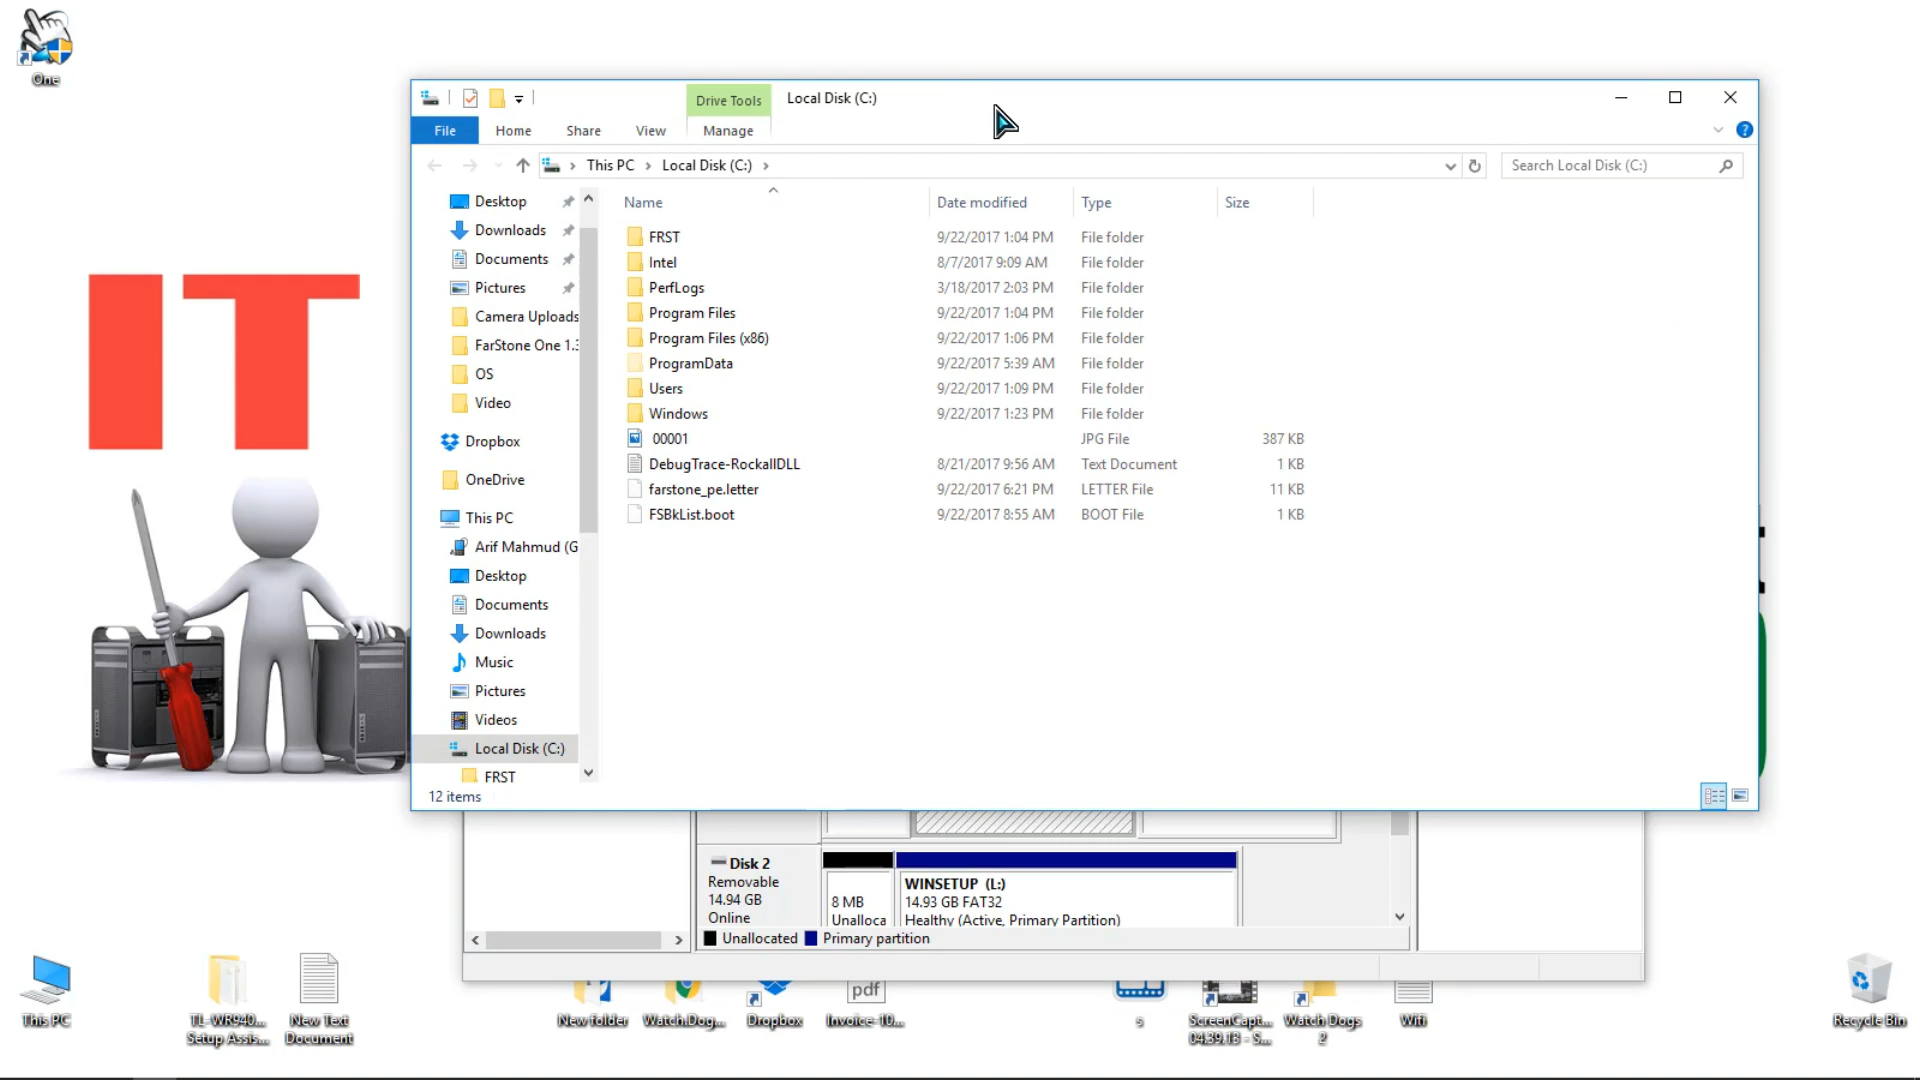 One
Drive Tools
Local Disk (C:)
File
Home
Share
View
Manage
?
This PC
Local Disk (C:)
Search Local Disk (C:)
Name
Date modified
Type
Size
Desktop
Downloads
Documents
Pictures
Camera Uploads
FarStone One 1.3
OS
Video
Dropbox
OneDrive
This PC
Arif Mahmud (G
Desktop
Documents
Downloads
Music
Pictures
Videos
Local Disk (C:)
FRST
FRST 9/22/2017 1:04 PM File folder
Intel 8/7/2017 9:09 AM File folder
PerfLogs 3/18/2017 2:03 PM File folder
Program Files 9/22/2017 1:04 PM File folder
Program Files (x86) 9/22/2017 1:06 PM File folder
ProgramData 9/22/2017 5:39 AM File folder
Users 9/22/2017 1:09 PM File folder
Windows 9/22/2017 1:23 PM File folder
00001 JPG File 387 KB
DebugTrace-RockallDLL 8/21/2017 9:56 AM Text Document 1 KB
farstone_pe.letter 9/22/2017 6:21 PM LETTER File 11 KB
FSBkList.boot 9/22/2017 8:55 AM BOOT File 1 KB
12 items
IT
Disk 2
Removable
14.94 GB
Online
8 MB
Unalloca
WINSETUP (L:)
14.93 GB FAT32
Healthy (Active, Primary Partition)
Unallocated
Primary partition
This PC
TL-WR940...
Setup Assis...
New Text
Document
New folder
Watch.Dog...
Dropbox
pdf
Invoice-10...
5
ScreenCapt...
04.39.13 - S...
Watch Dogs
2
Wifi
Recycle Bin